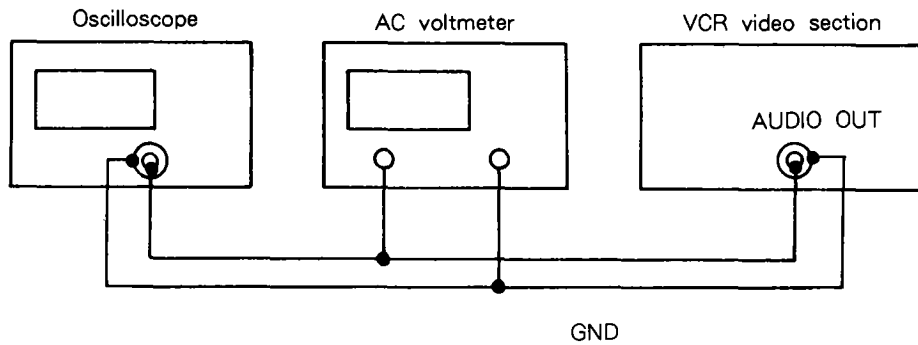 Oscilloscope
AC voltmeter
VCR video section
AUDIO OUT
GND